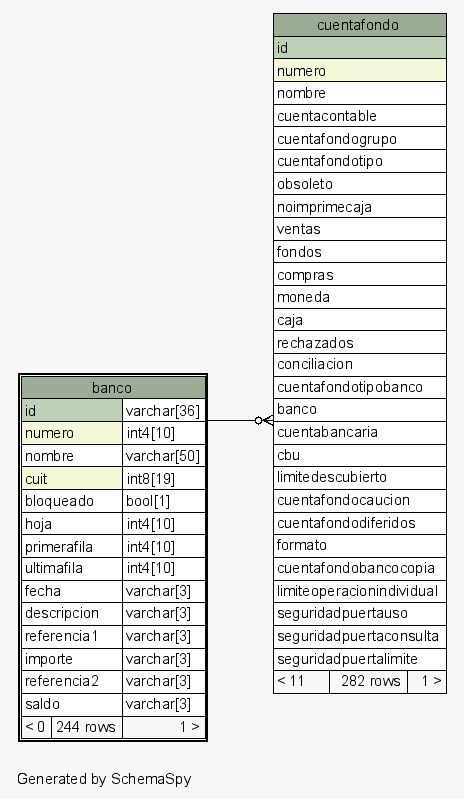 cuentafondo
id
numero
nombre
cuentacontable
cuentafondogrupo
cuentafondotipo
obsoleto
noimprimecaja
ventas
fondos
compras
moneda
caja
rechazados
conciliacion
cuentafondotipobanco
banco
cuentabancaria
cbu
limitedescubierto
cuentafondocaucion
cuentafondodiferidos
formato
cuentafondobancocopia
limiteoperacionindividual
seguridadpuertauso
seguridadpuertaconsulta
seguridadpuertalimite
< 11 282 rows 1 >
banco
id varchar[36]
numero int4[10]
nombre varchar[50]
cuit int8[19]
bloqueado bool[1]
hoja int4[10]
primerafila int4[10]
ultimafila int4[10]
fecha varchar[3]
descripcion varchar[3]
referencia1 varchar[3]
importe varchar[3]
referencia2 varchar[3]
saldo varchar[3]
< 0 244 rows 1 >
Generated by SchemaSpy